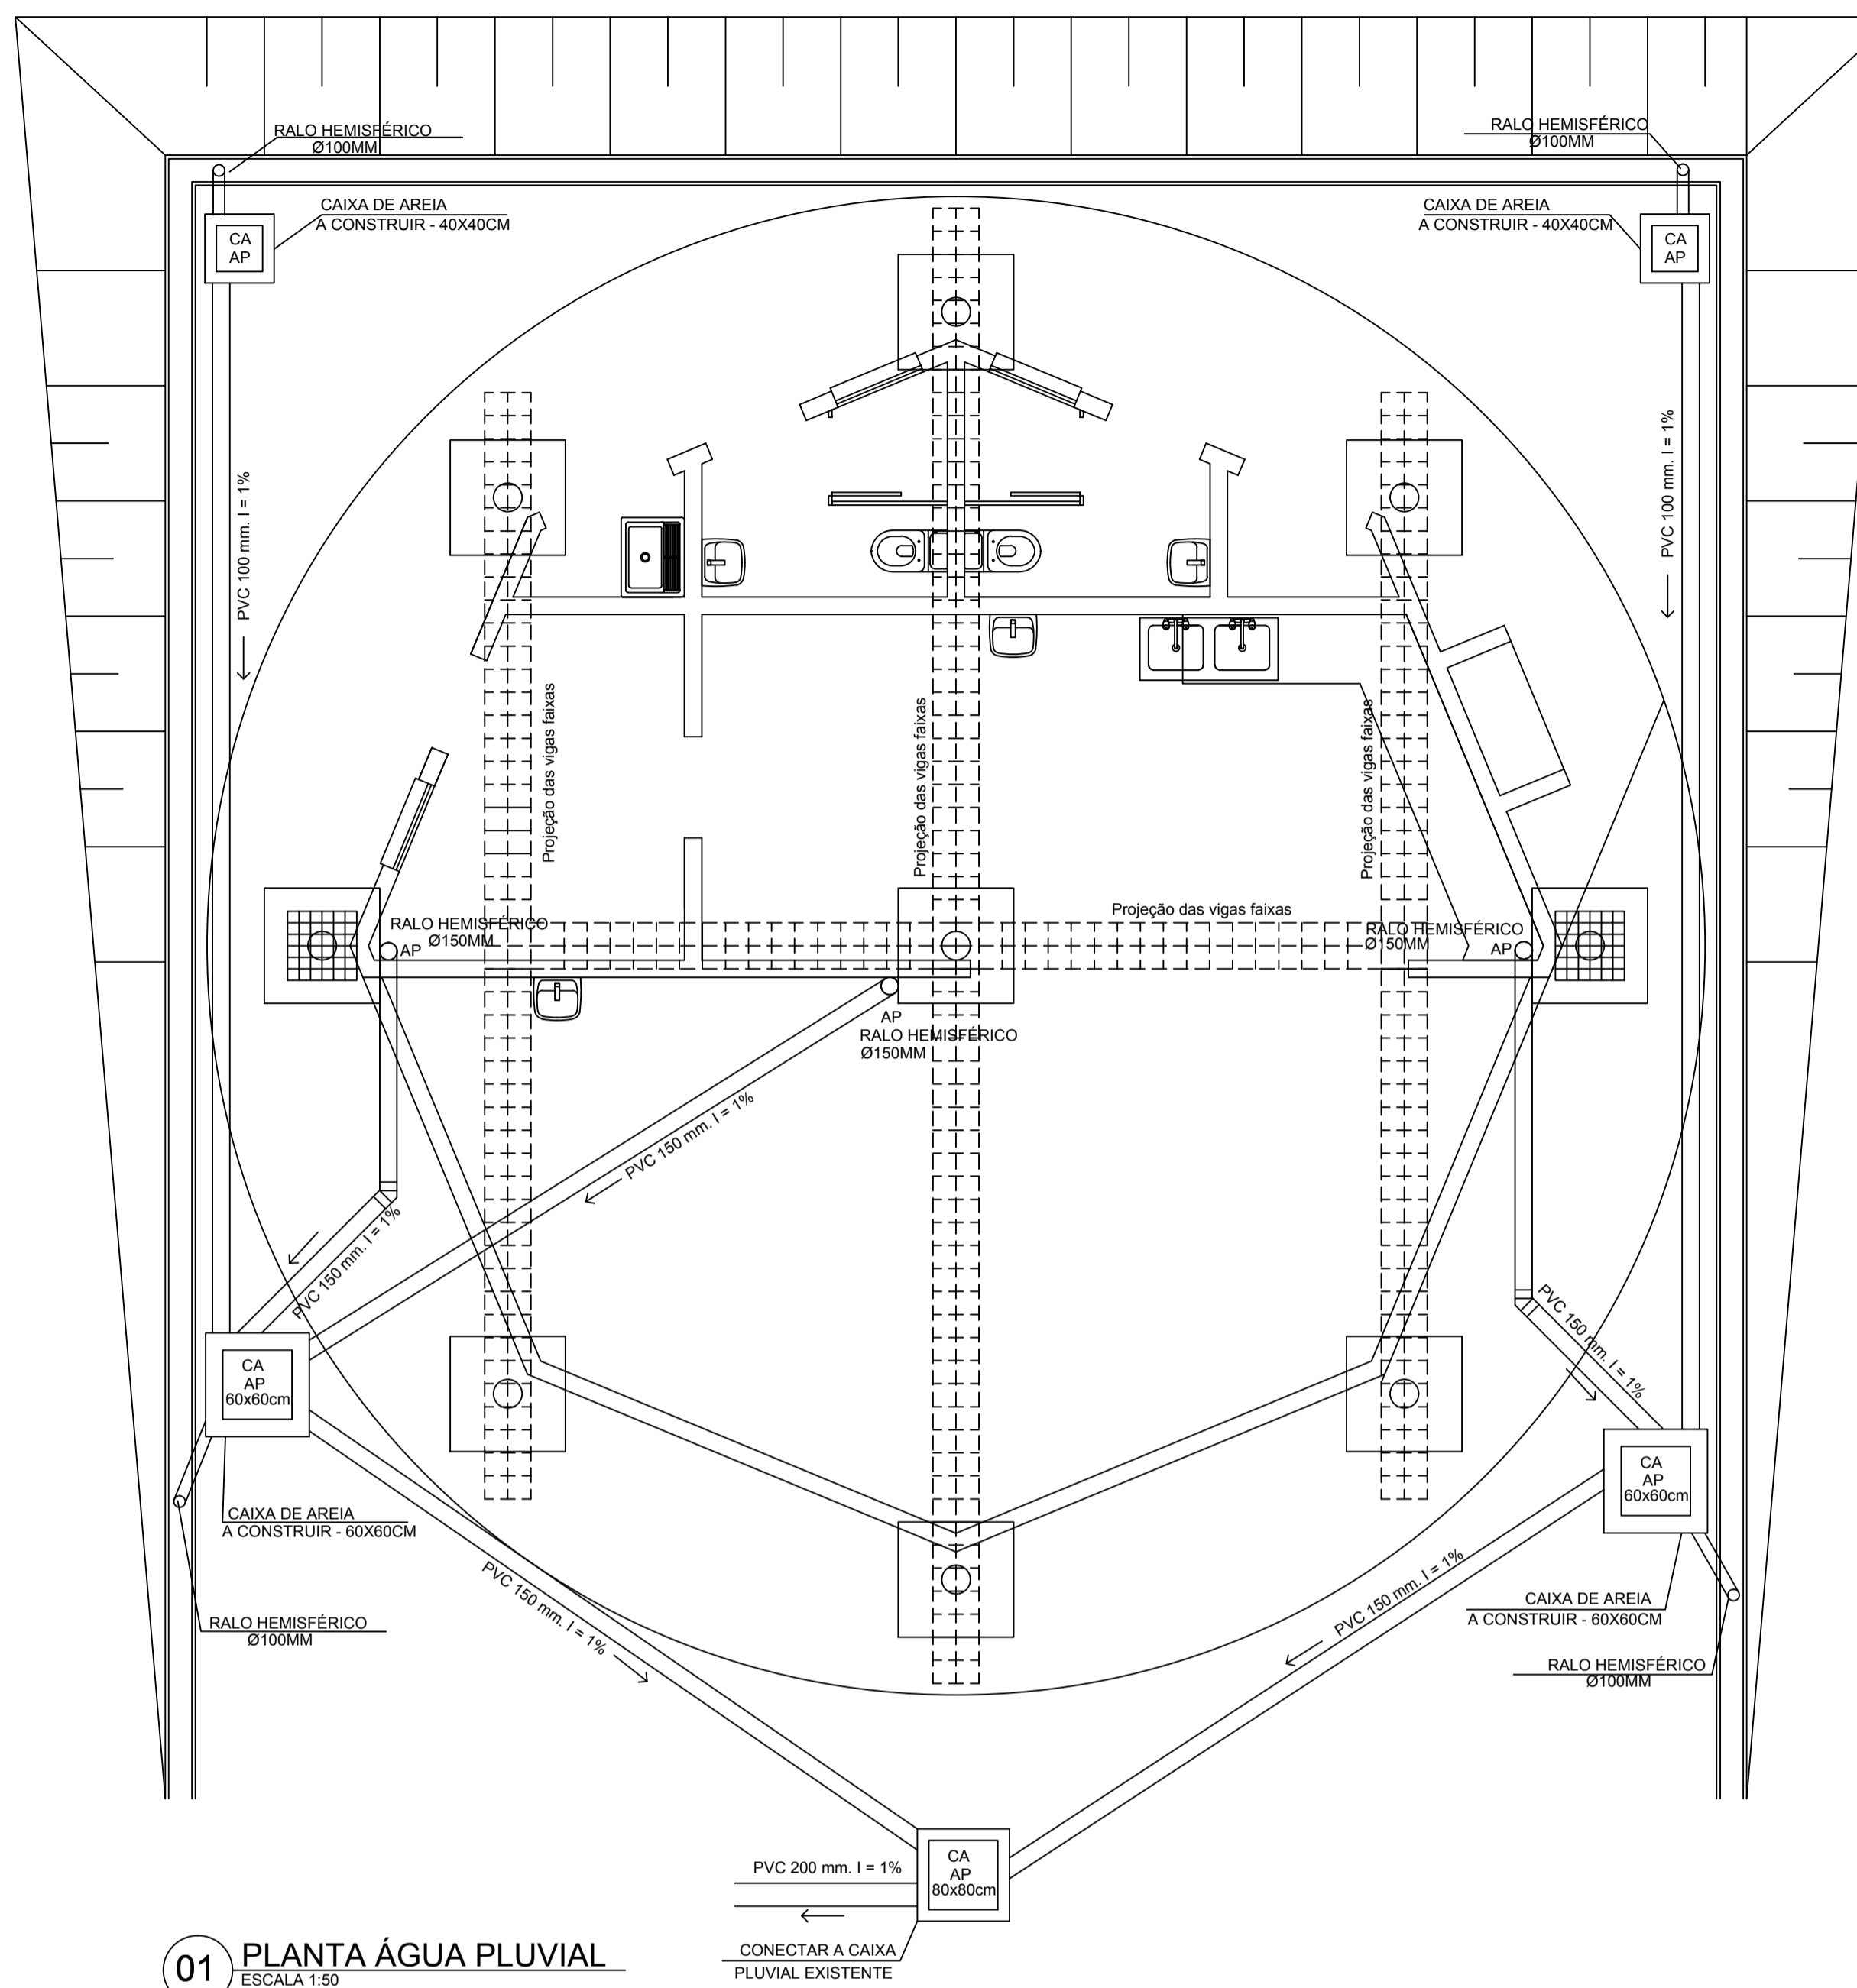 RALO HEMISFÉRICO
Ø100MM
RALO HEMISFÉRICO
Ø100MM
CAIXA DE AREIA
A CONSTRUIR - 40X40CM
CAIXA DE AREIA
A CONSTRUIR - 40X40CM
CA
AP
CA
AP
PVC 100 mm. I = 1%
PVC 100 mm. I = 1%
Projeção das vigas faixas
Projeção das vigas faixas
Projeção das vigas faixas
Projeção das vigas faixas
RALO HEMISFÉRICO
Ø150MM
AP
RALO HEMISFÉRICO
Ø150MM
AP
AP
RALO HEMISFÉRICO
Ø150MM
PVC 150 mm. I = 1%
PVC 150 mm. I = 1%
PVC 150 mm. I = 1%
CA
AP
60x60cm
CA
AP
60x60cm
CAIXA DE AREIA
A CONSTRUIR - 60X60CM
PVC 150 mm. I = 1%
PVC 150 mm. I = 1%
CAIXA DE AREIA
A CONSTRUIR - 60X60CM
RALO HEMISFÉRICO
Ø100MM
RALO HEMISFÉRICO
Ø100MM
PVC 200 mm. I = 1%
CA
AP
80x80cm
CONECTAR A CAIXA
PLUVIAL EXISTENTE
01
PLANTA ÁGUA PLUVIAL
ESCALA 1:50